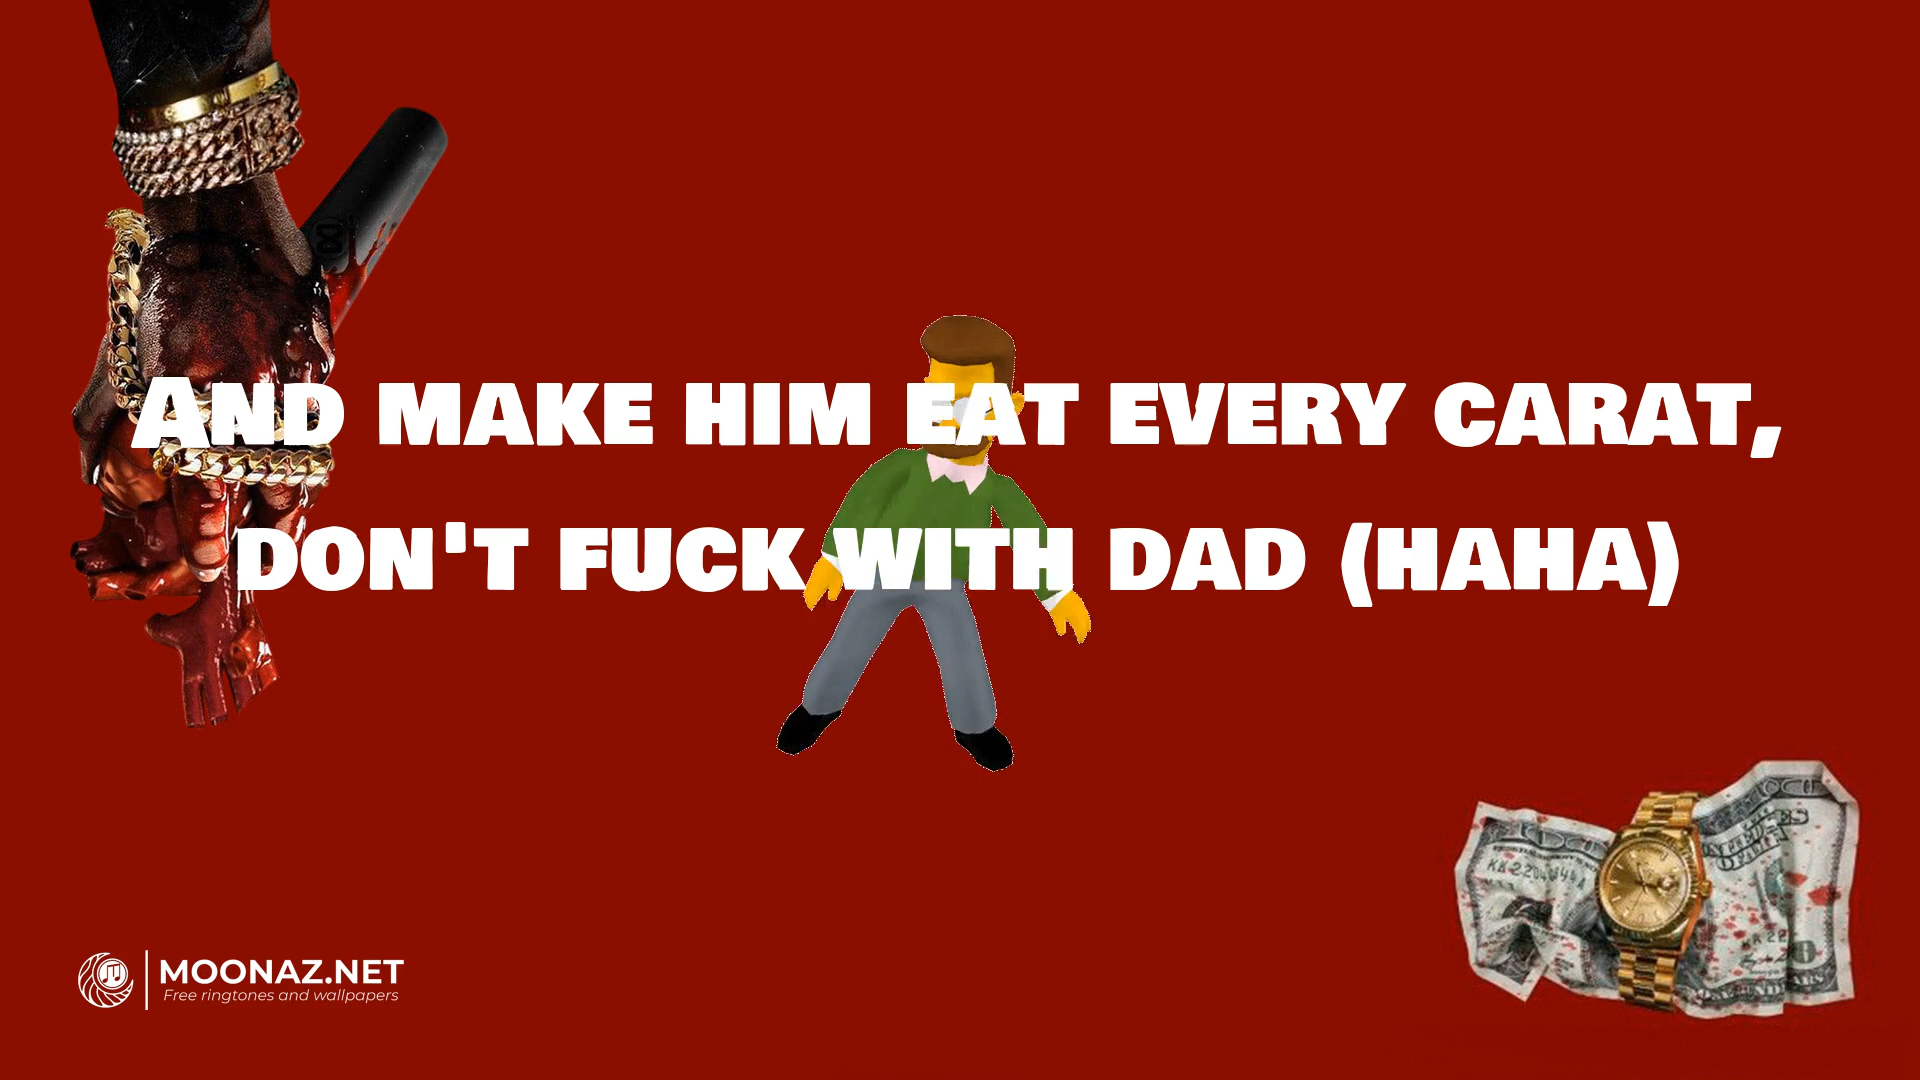 And make him eat every carat,
don't fuck with dad (haha)
MOONAZ.NET
Free ringtones and wallpapers